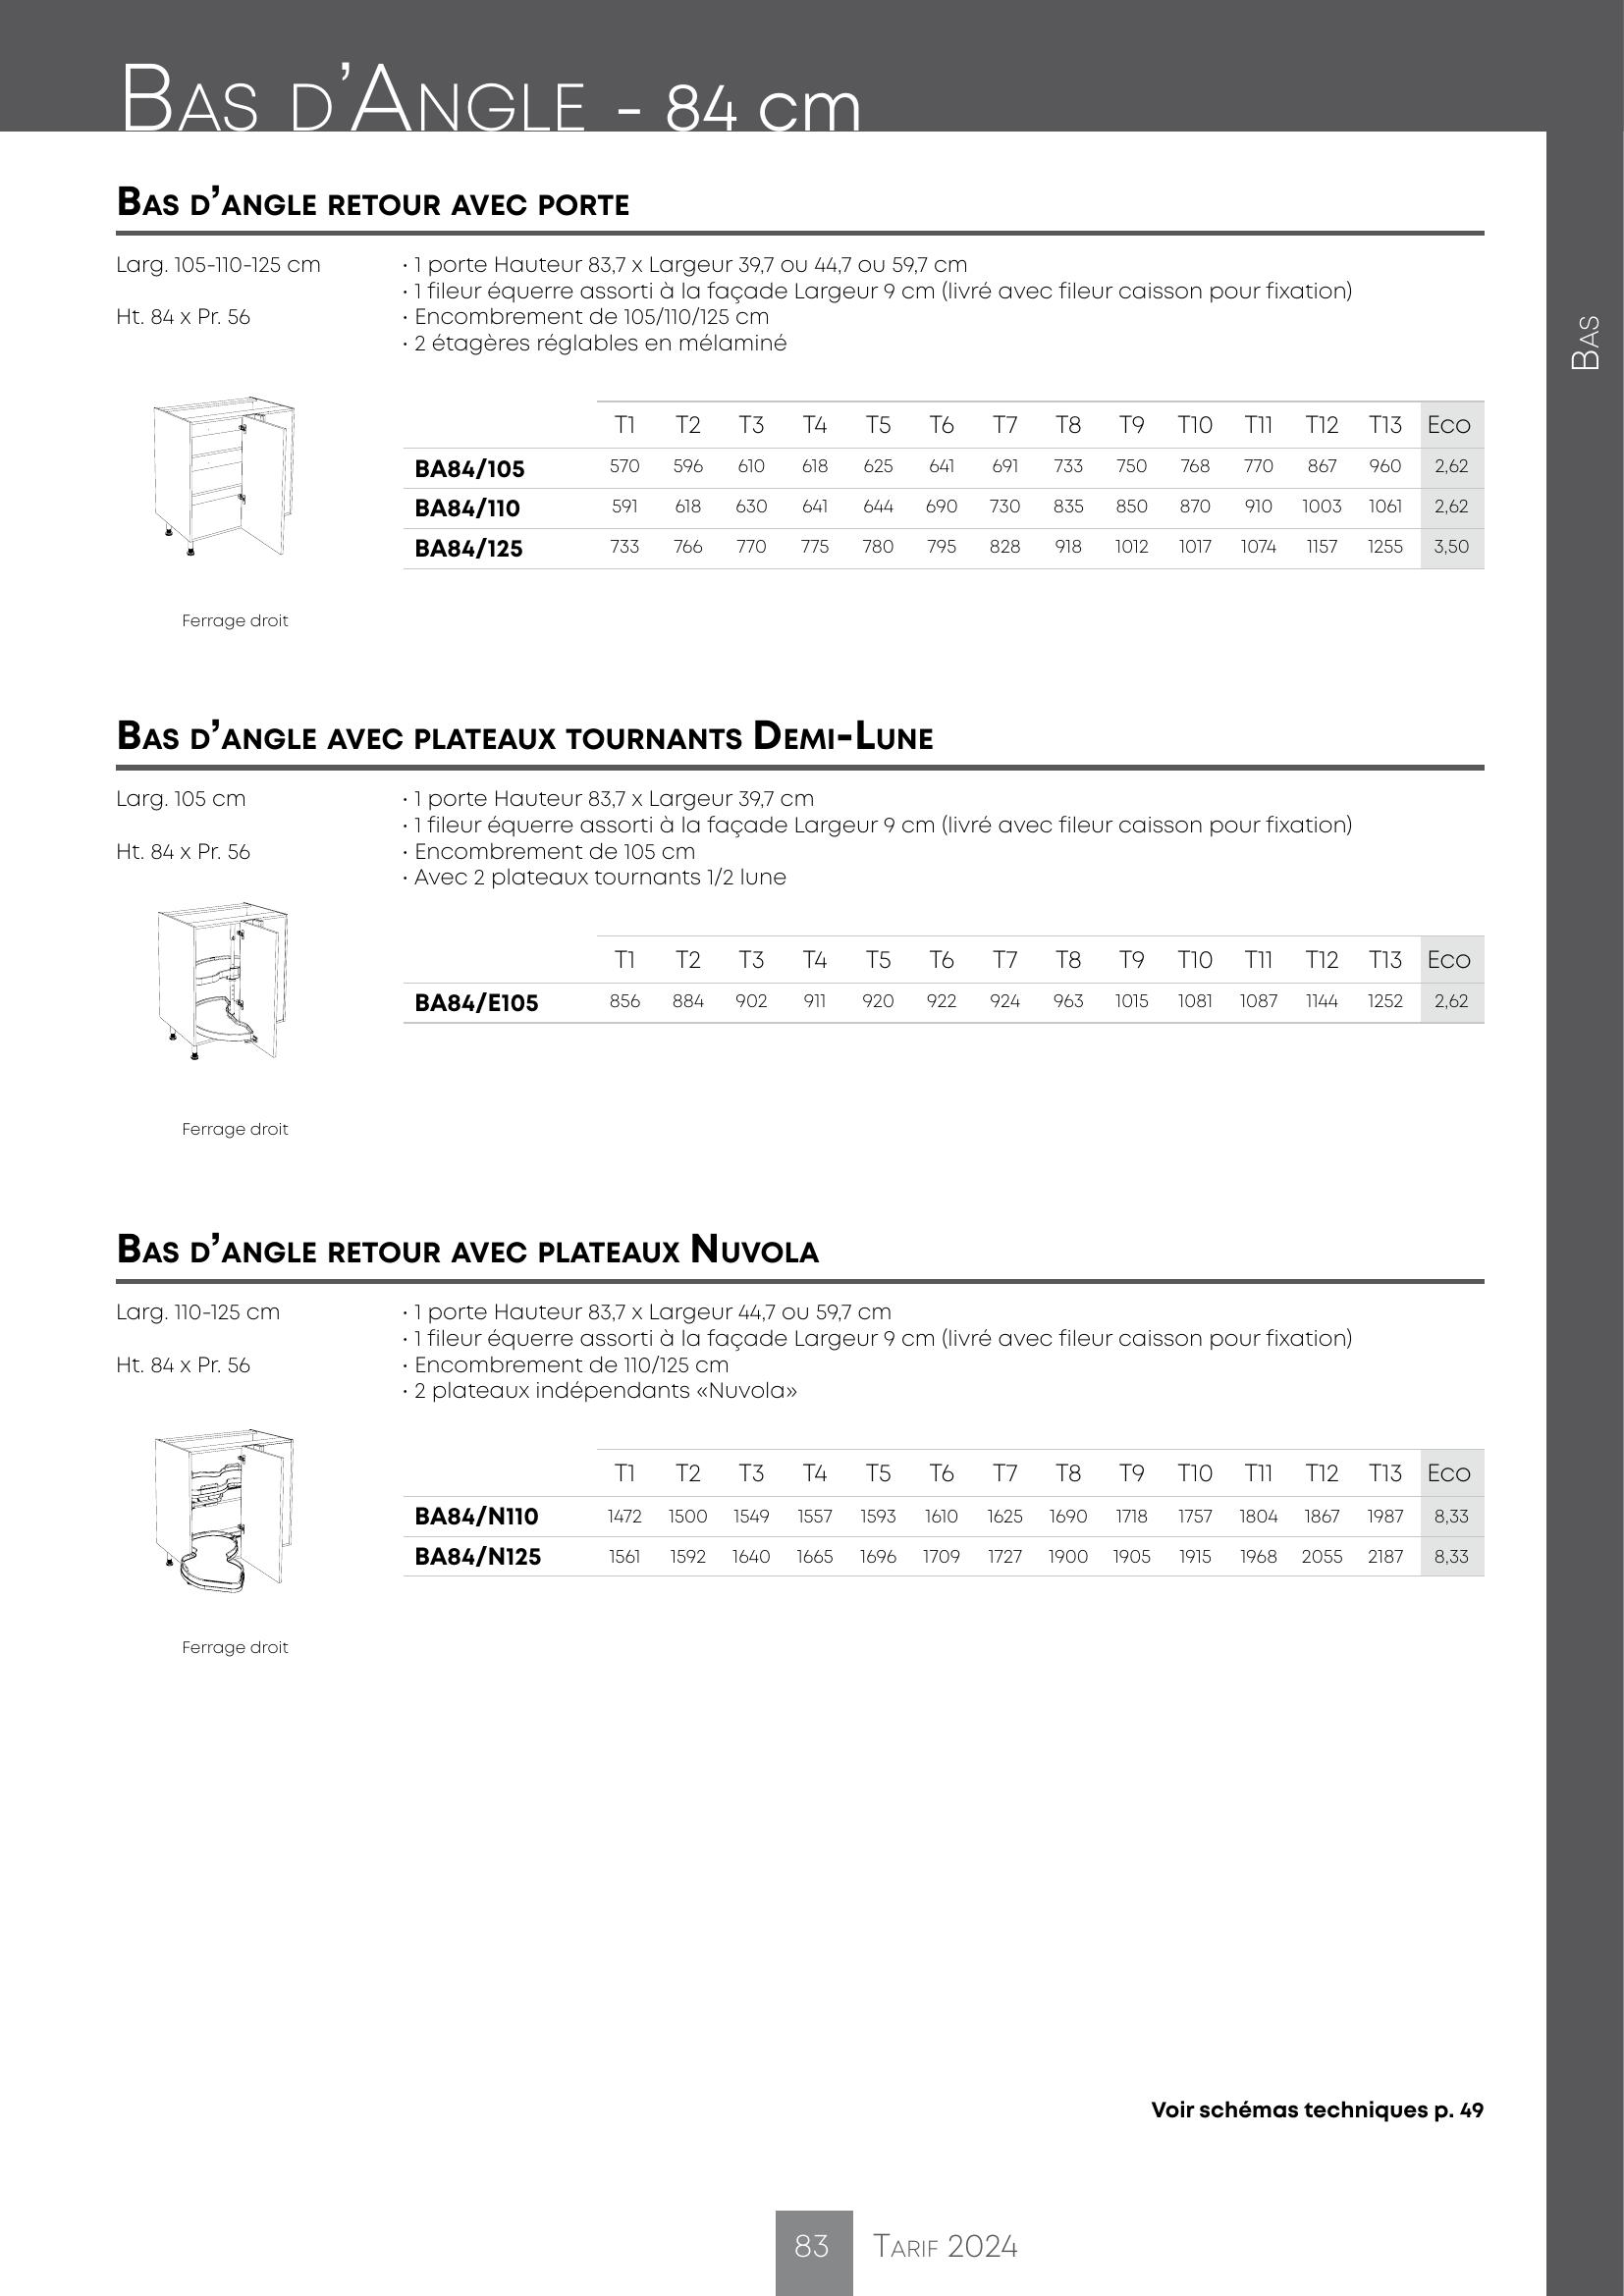 Bas d’Angle - 84 cm
Bas
Bas d’angle retour avec porte
Larg. 105-110-125 cm
Ht. 84 x Pr. 56
• 1 porte Hauteur 83,7 x Largeur 39,7 ou 44,7 ou 59,7 cm
• 1 fileur équerre assorti à la façade Largeur 9 cm (livré avec fileur caisson pour fixation)
• Encombrement de 105/110/125 cm
• 2 étagères réglables en mélaminé
T1 T2 T3 T4 T5 T6 T7 T8 T9 T10 T11 T12 T13 Eco
BA84/105 570 596 610 618 625 641 691 733 750 768 770 867 960 2,62
BA84/110 591 618 630 641 644 690 730 835 850 870 910 1003 1061 2,62
BA84/125 733 766 770 775 780 795 828 918 1012 1017 1074 1157 1255 3,50
Ferrage droit
Bas d’angle avec plateaux tournants Demi-Lune
Larg. 105 cm
Ht. 84 x Pr. 56
• 1 porte Hauteur 83,7 x Largeur 39,7 cm
• 1 fileur équerre assorti à la façade Largeur 9 cm (livré avec fileur caisson pour fixation)
• Encombrement de 105 cm
• Avec 2 plateaux tournants 1/2 lune
T1 T2 T3 T4 T5 T6 T7 T8 T9 T10 T11 T12 T13 Eco
BA84/E105 856 884 902 911 920 922 924 963 1015 1081 1087 1144 1252 2,62
Ferrage droit
Bas d’angle retour avec plateaux Nuvola
Larg. 110-125 cm
Ht. 84 x Pr. 56
• 1 porte Hauteur 83,7 x Largeur 44,7 ou 59,7 cm
• 1 fileur équerre assorti à la façade Largeur 9 cm (livré avec fileur caisson pour fixation)
• Encombrement de 110/125 cm
• 2 plateaux indépendants «Nuvola»
T1 T2 T3 T4 T5 T6 T7 T8 T9 T10 T11 T12 T13 Eco
BA84/N110 1472 1500 1549 1557 1593 1610 1625 1690 1718 1757 1804 1867 1987 8,33
BA84/N125 1561 1592 1640 1665 1696 1709 1727 1900 1905 1915 1968 2055 2187 8,33
Ferrage droit
Voir schémas techniques p. 49
83 Tarif 2024